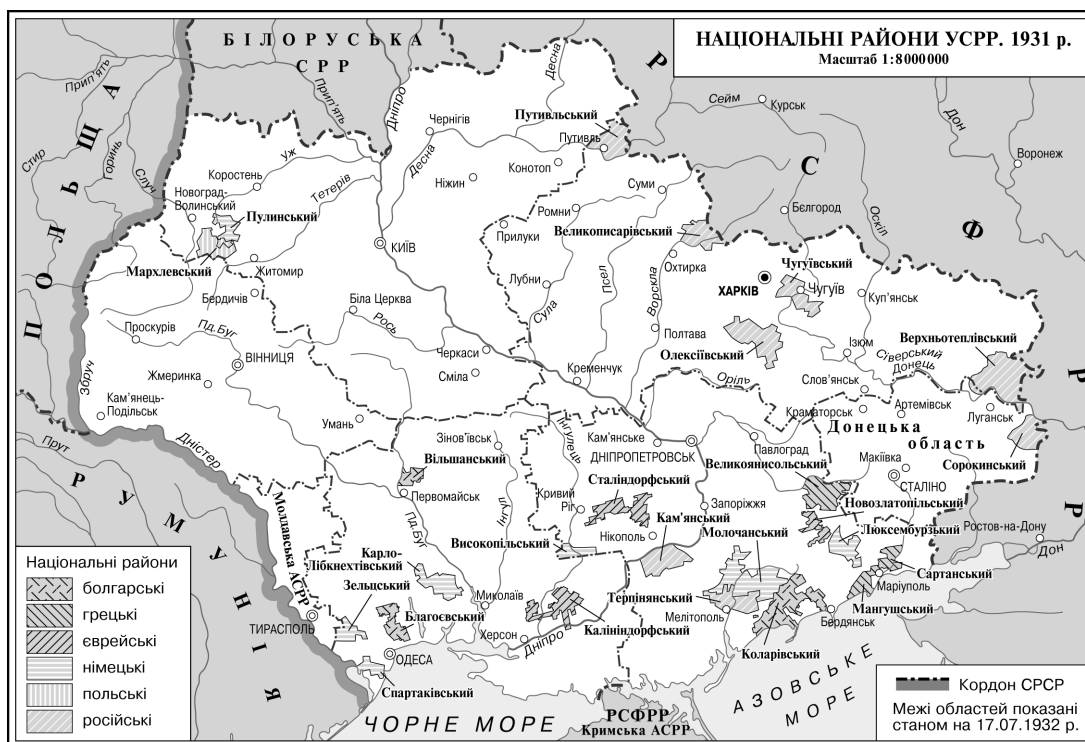 НАЦІОНАЛЬНІ РАЙОНИ УСРР. 1931 р.
Масштаб 1:8000000
БІЛОРУСЬКА
СРР
ПОЛЬЩА
РУМУНІЯ
Р
С
Ф
Р
Р
Прип'ять
Прип'ять
Дніпро
Десна
Десна
Сейм
Курськ
Дон
Воронеж
Стир
Горинь
Случ
Уж
Коростень
Новоград-
Волинський
Тетерів
Чернігів
Путивльський
Путивль
Конотоп
Ніжин
Суми
Ромни
Бєлгород
Оскіл
Пулинський
Мархлевський
Житомир
Бердичів
КИЇВ
Прилуки
Великописарівський
Охтирка
Лубни
Псел
Ворскла
Сула
ХАРКІВ
Чугуївський
Чугуїв
Куп'янськ
Проскурів
Пд.Буг
Біла Церква
Рось
ВІННИЦЯ
Жмеринка
Черкаси
Сміла
Полтава
Олексіївський
Ізюм
Сіверський
Донець
Верхньотеплівський
Кременчук
Оріль
Слов'янськ
Збруч
Кам'янець-
Подільськ
Умань
Краматорськ
Артемівськ
Луганськ
Донецька
область
Прут
Дністер
Зінов'ївськ
Інгулець
Кам'янське
ДНІПРОПЕТРОВСЬК
Павлоград
Макіївка
СТАЛІНО
Сорокинський
Вільшанський
Первомайськ
Сталіндорфський
Великоянисольський
Кривий
Ріг
Інгул
Запоріжжя
Новозлатопільський
Молдавська АСРР
Пд.Буг
Високопільський
Нікополь
Кам'янський
Молочанський
Люксембурзький
Ростов-на-Дону
Дон
Карло-
Лібкнехтівський
Зельцський
Благоєвський
Миколаїв
Маріуполь
Сартанський
Терпінянський
Мелітополь
Мангушський
Бердянськ
ТИРАСПОЛЬ
Херсон
Дніпро
Калініндорфський
Коларівський
ОДЕСА
Спартаківський
ЧОРНЕ МОРЕ
РСФРР
Кримська АСРР
АЗОВСЬКЕ
МОРЕ
Національні райони
болгарські
грецькі
єврейські
німецькі
польські
російські
Кордон СРСР
Межі областей показані
станом на 17.07.1932 р.